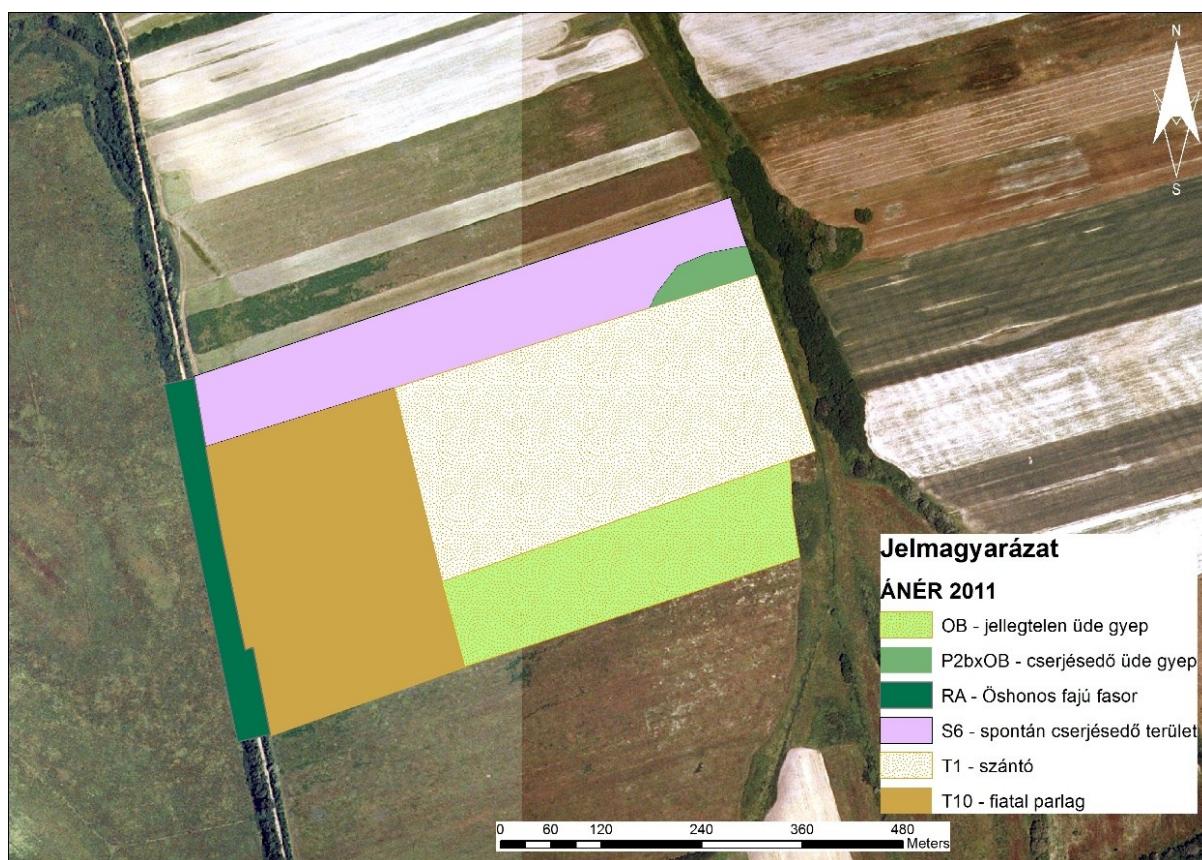 N
S
Jelmagyarázat
ÁNÉR 2011
OB - jellegtelen üde gyep
P2bxOB - cserjésedő üde gyep
RA - Őshonos fajú fasor
S6 - spontán cserjésedő terület
T1 - szántó
T10 - fiatal parlag
0 60 120 240 360 480
Meters